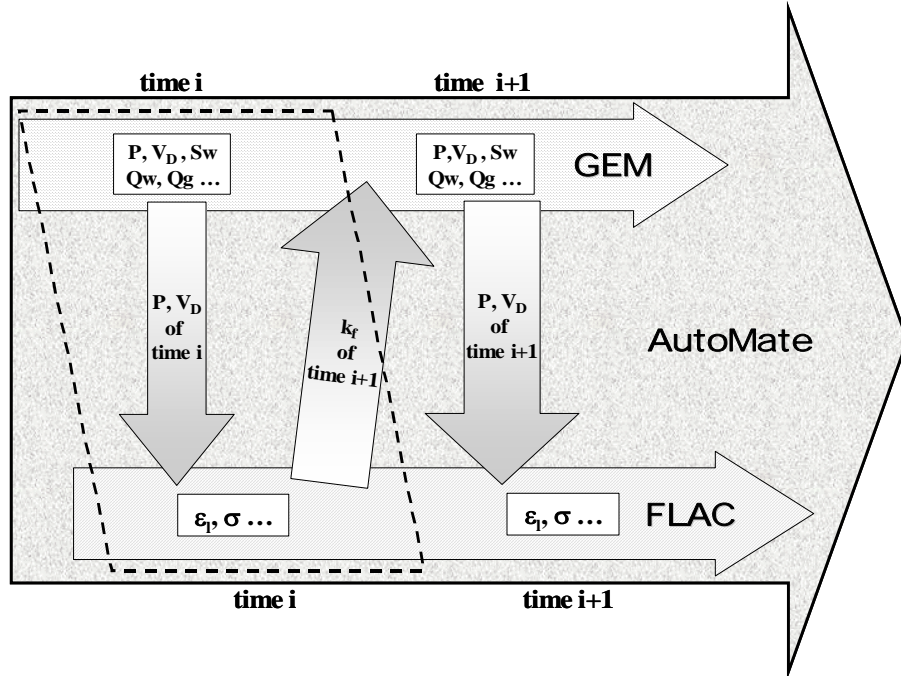 time i
time i+1
P, V_D, Sw
Qw, Qg ...
P,V_D, Sw
Qw, Qg ...
GEM
P, V_D
of
time i
k_f
of
time i+1
P, V_D
of
time i+1
AutoMate
ε_l, σ ...
ε_l, σ ...
FLAC
time i
time i+1